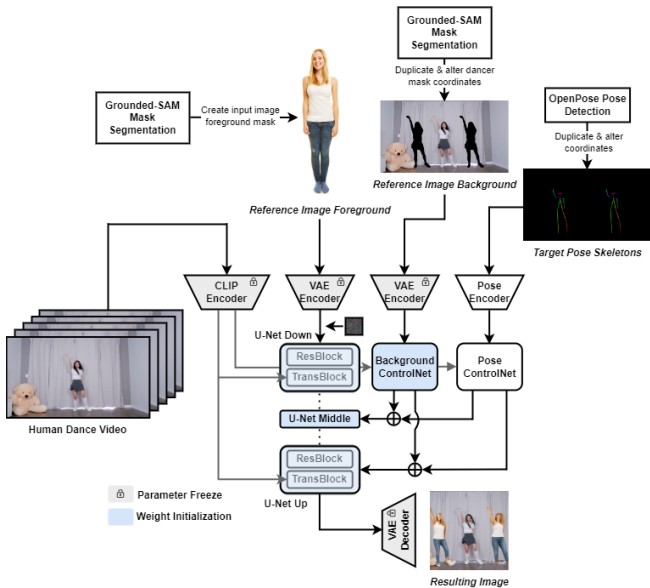 Grounded-SAM
Mask
Segmentation
Create input image
foreground mask
Grounded-SAM
Mask Segmentation
Duplicate & alter dancer
mask coordinates
OpenPose Pose
Detection
Duplicate & alter
coordinates
Reference Image Foreground
Reference Image Background
Target Pose Skeletons
CLIP
Encoder
VAE
Encoder
VAE
Encoder
Pose
Encoder
U-Net Down
ResBlock
TransBlock
Background
ControlNet
Pose
ControlNet
Human Dance Video
U-Net Middle
ResBlock
TransBlock
U-Net Up
Parameter Freeze
Weight Initialization
VAE
Decoder
Resulting Image